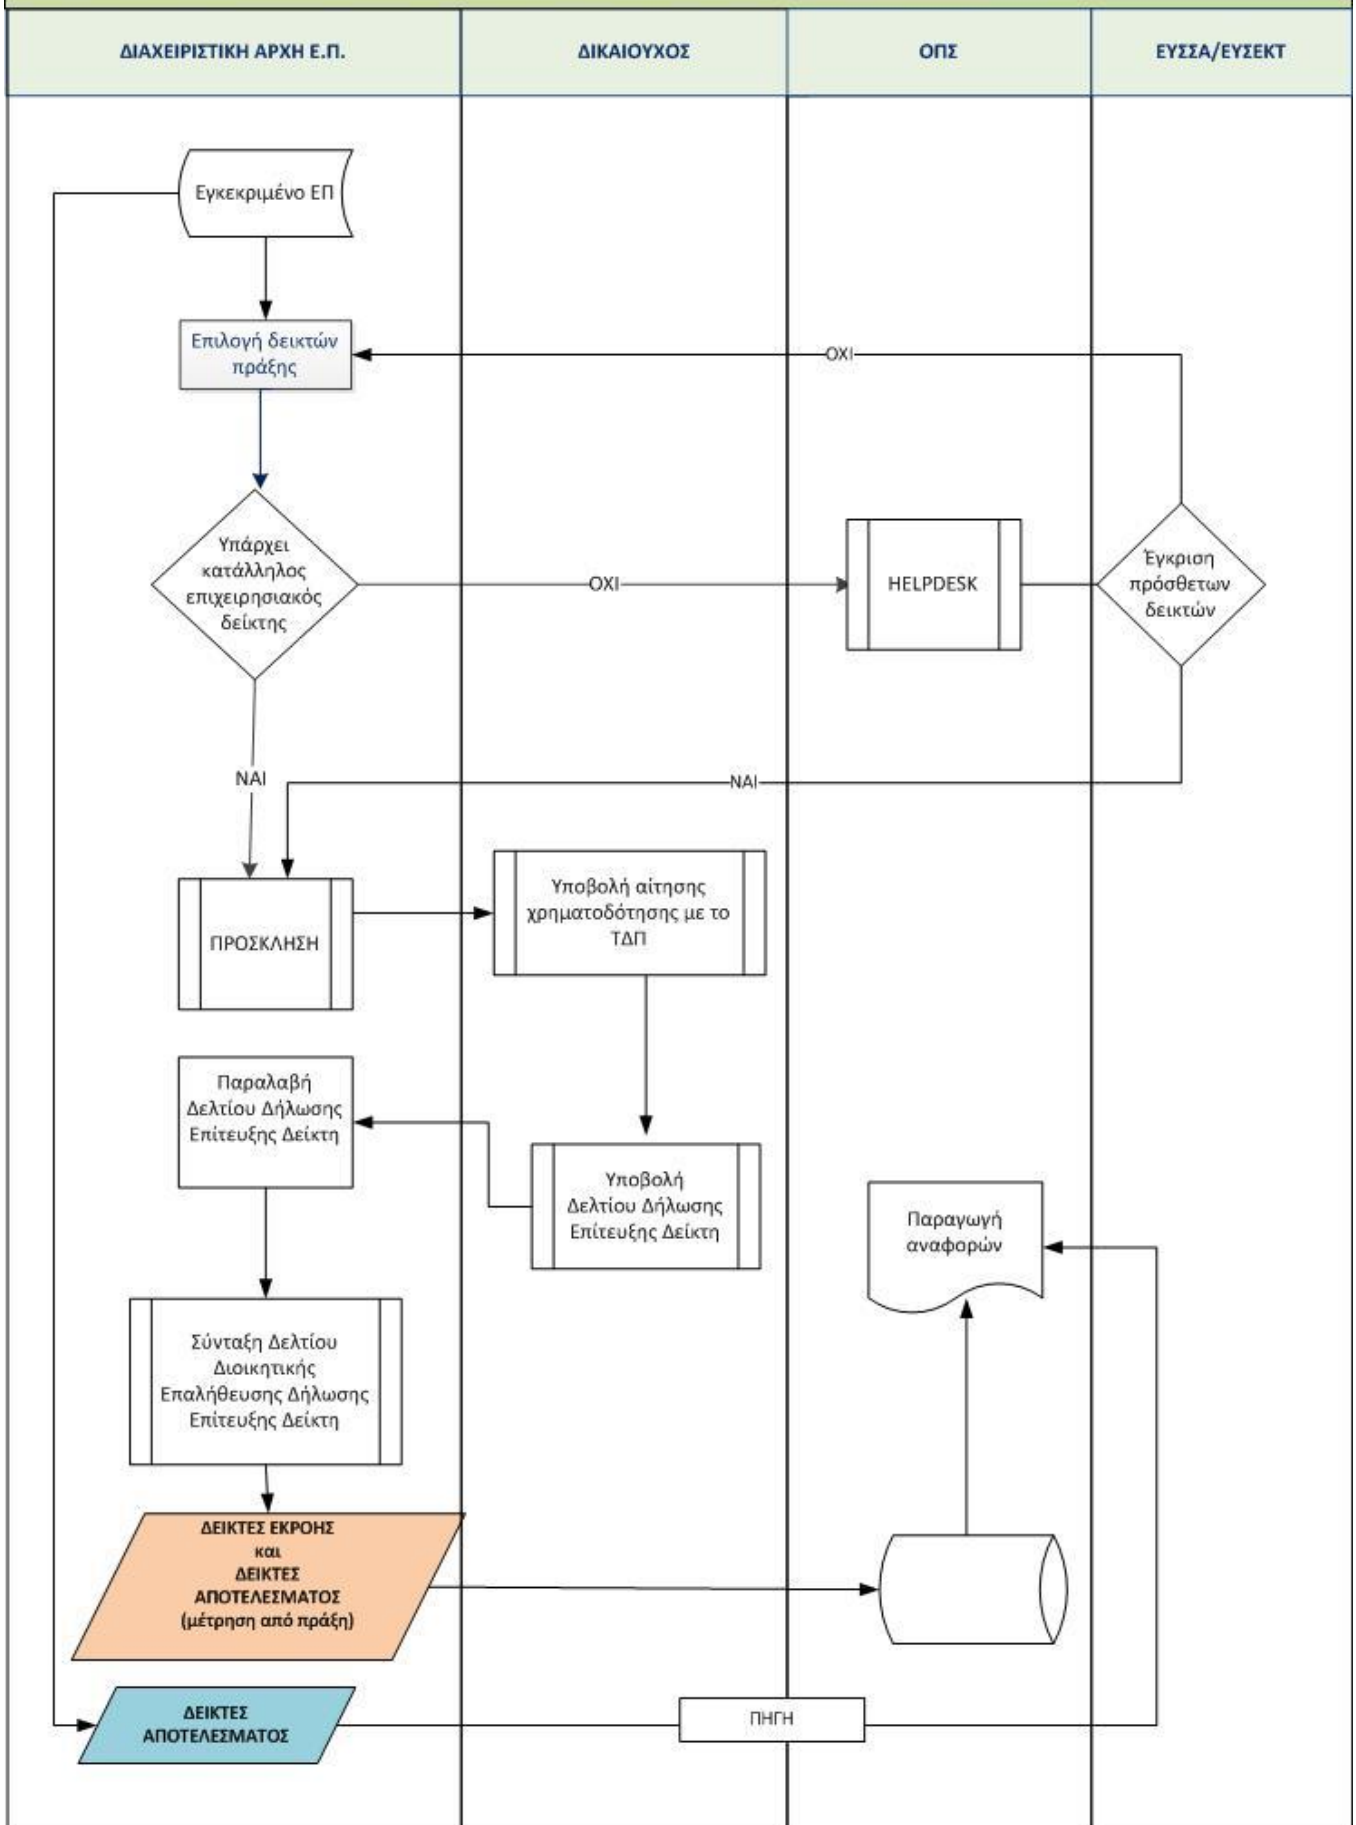 ΔΙΑΧΕΙΡΙΣΤΙΚΗ ΑΡΧΗ Ε.Π.
ΔΙΚΑΙΟΥΧΟΣ
ΟΠΣ
ΕΥΣΣΑ/ΕΥΣΕΚΤ
Εγκεκριμένο ΕΠ
Επιλογή δεικτών
πράξης
ΟΧΙ
Υπάρχει
κατάλληλος
επιχειρησιακός
δείκτης
ΟΧΙ
HELPDESK
Έγκριση
πρόσθετων
δεικτών
ΝΑΙ
ΝΑΙ
ΠΡΟΣΚΛΗΣΗ
Υποβολή αίτησης
χρηματοδότησης με το
ΤΔΠ
Παραλαβή
Δελτίου Δήλωσης
Επίτευξης Δείκτη
Υποβολή
Δελτίου Δήλωσης
Επίτευξης Δείκτη
Παραγωγή
αναφορών
Σύνταξη Δελτίου
Διοικητικής
Επαλήθευσης Δήλωσης
Επίτευξης Δείκτη
ΔΕΙΚΤΕΣ ΕΚΡΟΗΣ
και
ΔΕΙΚΤΕΣ
ΑΠΟΤΕΛΕΣΜΑΤΟΣ
(μέτρηση από πράξη)
ΔΕΙΚΤΕΣ
ΑΠΟΤΕΛΕΣΜΑΤΟΣ
ΠΗΓΗ